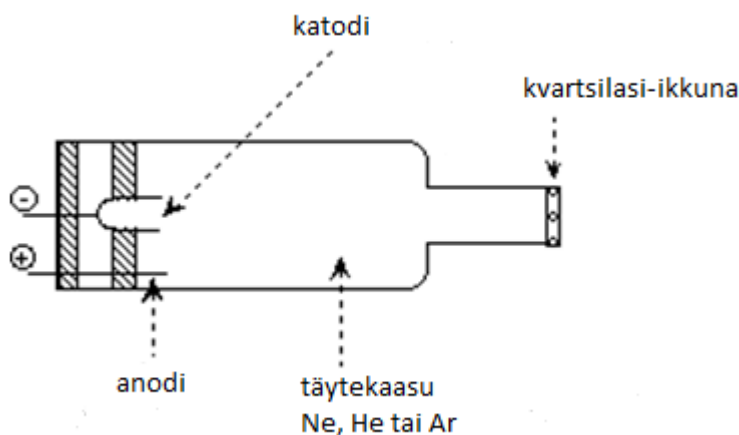 katodi
kvartsilasi-ikkuna
-
+
anodi
täytekaasu
Ne, He tai Ar